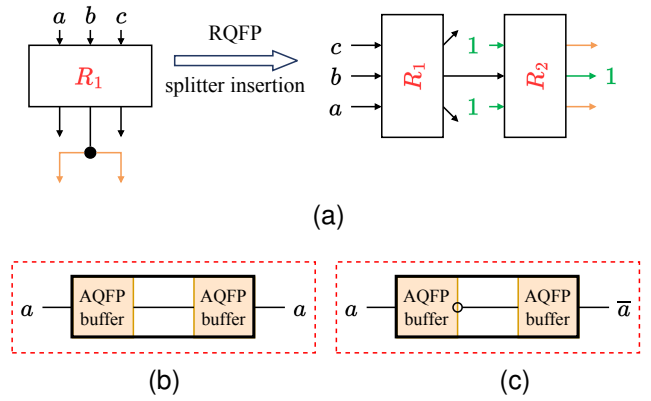 a b c
R₁
RQFP
splitter insertion
c
b
a
R₁
1
1
R₂
1
(a)
a
AQFP
buffer
AQFP
buffer
a
a
AQFP
buffer
AQFP
buffer
a̅
(b)
(c)